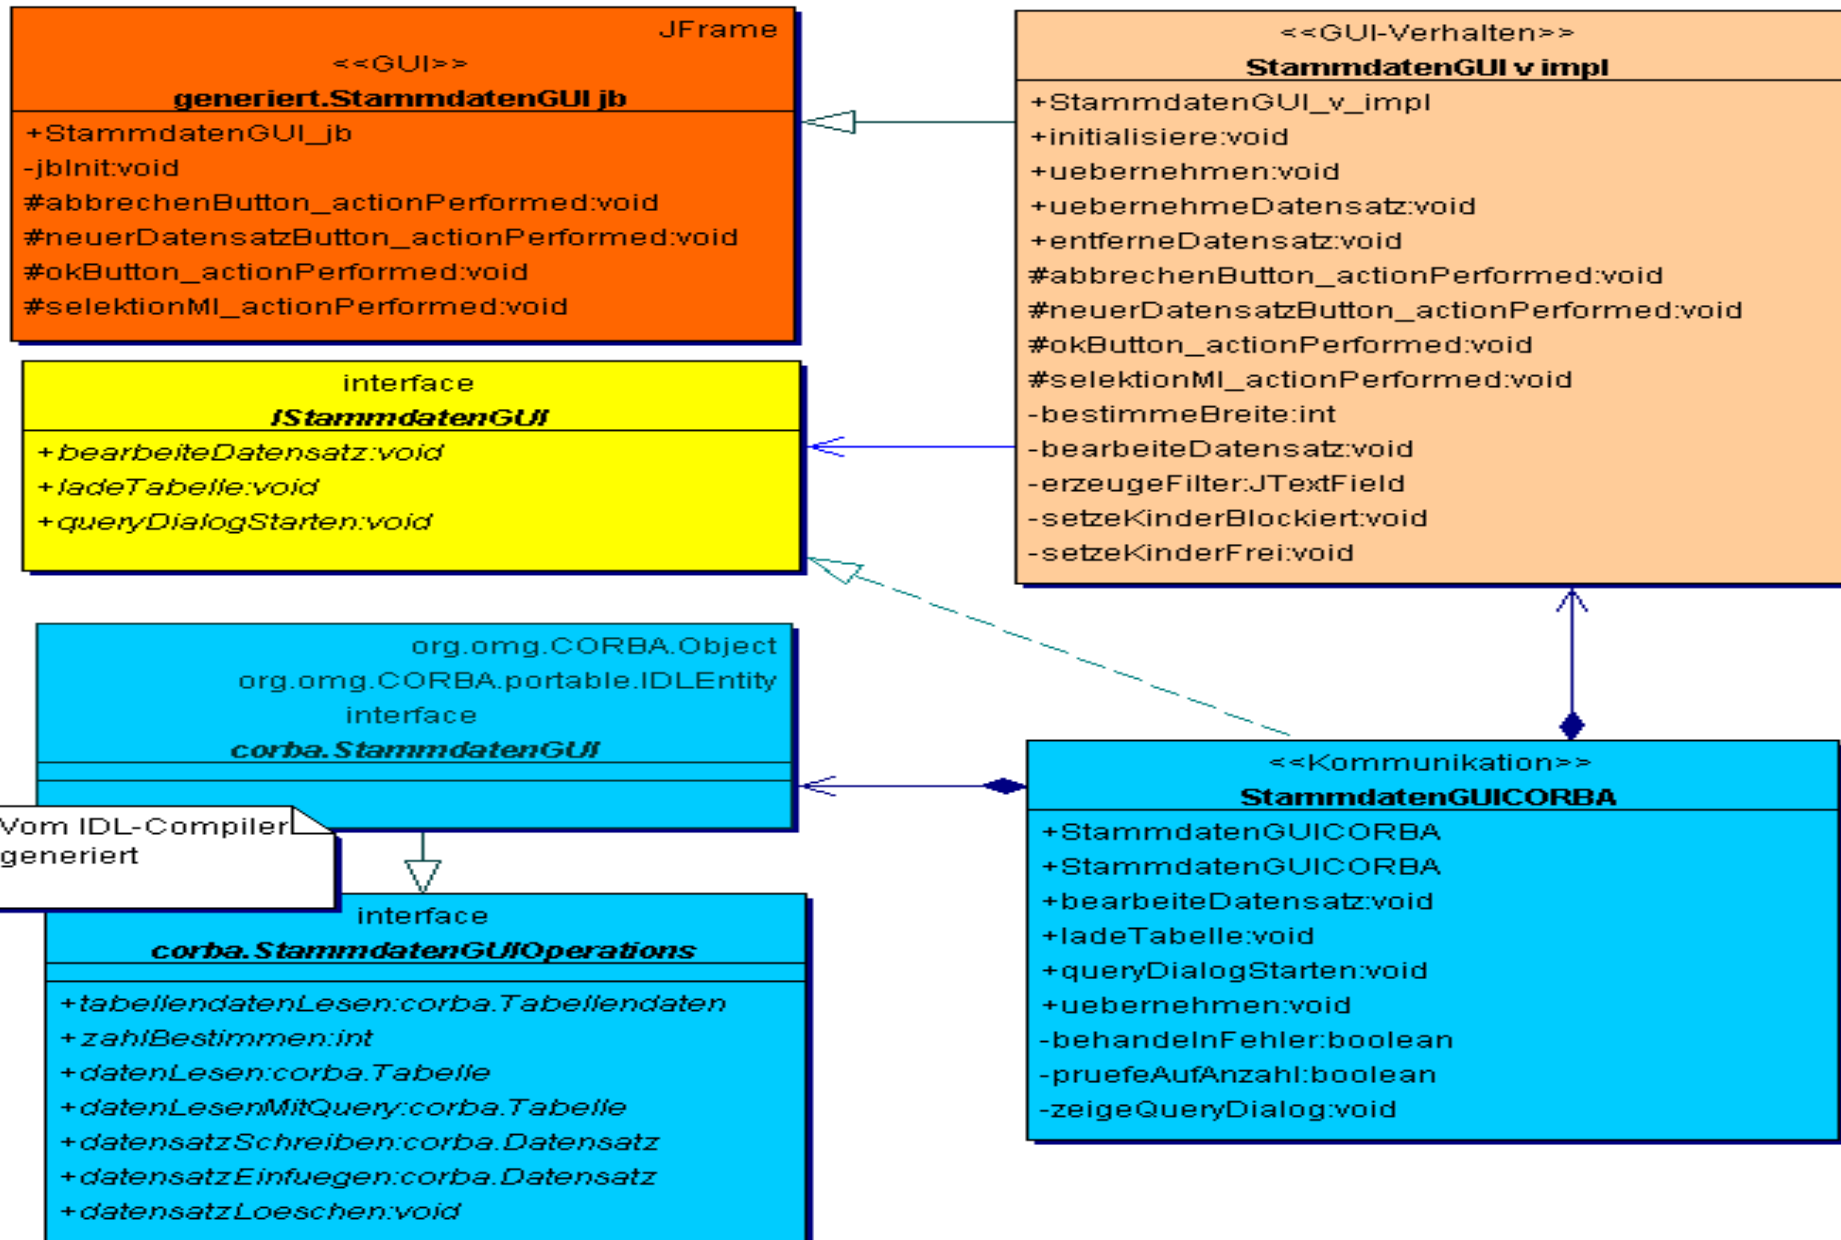 JFrame
<<GUI>>
generiert.StammdatenGUI jb
+StammdatenGUI_jb
-jbInit:void
#abbrechenButton_actionPerformed:void
#neuerDatensatzButton_actionPerformed:void
#okButton_actionPerformed:void
#selektionMI_actionPerformed:void
<<GUI-Verhalten>>
StammdatenGUI v impl
+StammdatenGUI_v_impl
+initialisiere:void
+uebernehmen:void
+uebernehmeDatensatz:void
+entferneDatensatz:void
#abbrechenButton_actionPerformed:void
#neuerDatensatzButton_actionPerformed:void
#okButton_actionPerformed:void
#selektionMI_actionPerformed:void
-bestimmeBreite:int
-bearbeiteDatensatz:void
-erzeugeFilter:JTextField
-setzeKinderBlockiert:void
-setzeKinderFrei:void
interface
IStammdatenGUI
+bearbeiteDatensatz:void
+ladeTabelle:void
+queryDialogStarten:void
org.omg.CORBA.Object
org.omg.CORBA.portable.IDLEntity
interface
corba.StammdatenGUI
Vom IDL-Compiler
generiert
interface
corba.StammdatenGUIOperations
+tabellendatenLesen:corba.Tabellendaten
+zahlBestimmen:int
+datenLesen:corba.Tabelle
+datenLesenMitQuery:corba.Tabelle
+datensatzSchreiben:corba.Datensatz
+datensatzEinfuegen:corba.Datensatz
+datensatzLoeschen:void
<<Kommunikation>>
StammdatenGUICORBA
+StammdatenGUICORBA
+StammdatenGUICORBA
+bearbeiteDatensatz:void
+ladeTabelle:void
+queryDialogStarten:void
+uebernehmen:void
-behandelnFehler:boolean
-pruefeAufAnzahl:boolean
-zeigeQueryDialog:void